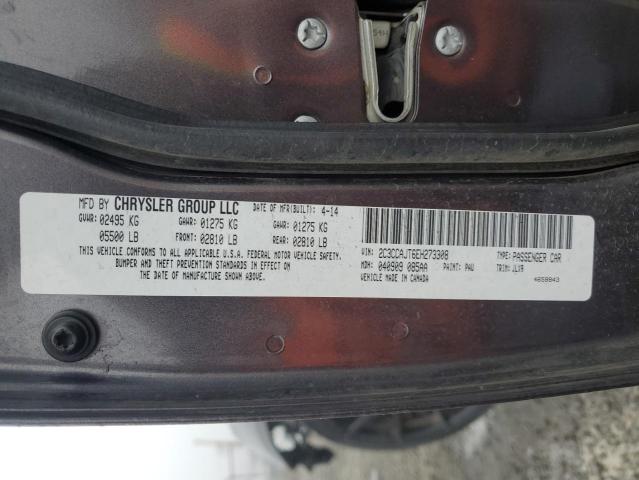 MFD BY CHRYSLER GROUP LLC DATE OF MFR(BUILT): 4-14
GVWR: 02495 KG GAWR: 01275 KG GAWR: 01275 KG
05500 LB FRONT: 02810 LB REAR: 02810 LB
THIS VEHICLE CONFORMS TO ALL APPLICABLE U.S.A. FEDERAL MOTOR VEHICLE SAFETY,
BUMPER AND THEFT PREVENTION STANDARDS IN EFFECT ON
THE DATE OF MANUFACTURE SHOWN ABOVE.
VIN: 2C3CCAJT6EH273308 TYPE: PASSENGER CAR
MDH: 040909 085AA PAINT: PAU TRIM: JLX9
VEHICLE MADE IN CANADA 4658843